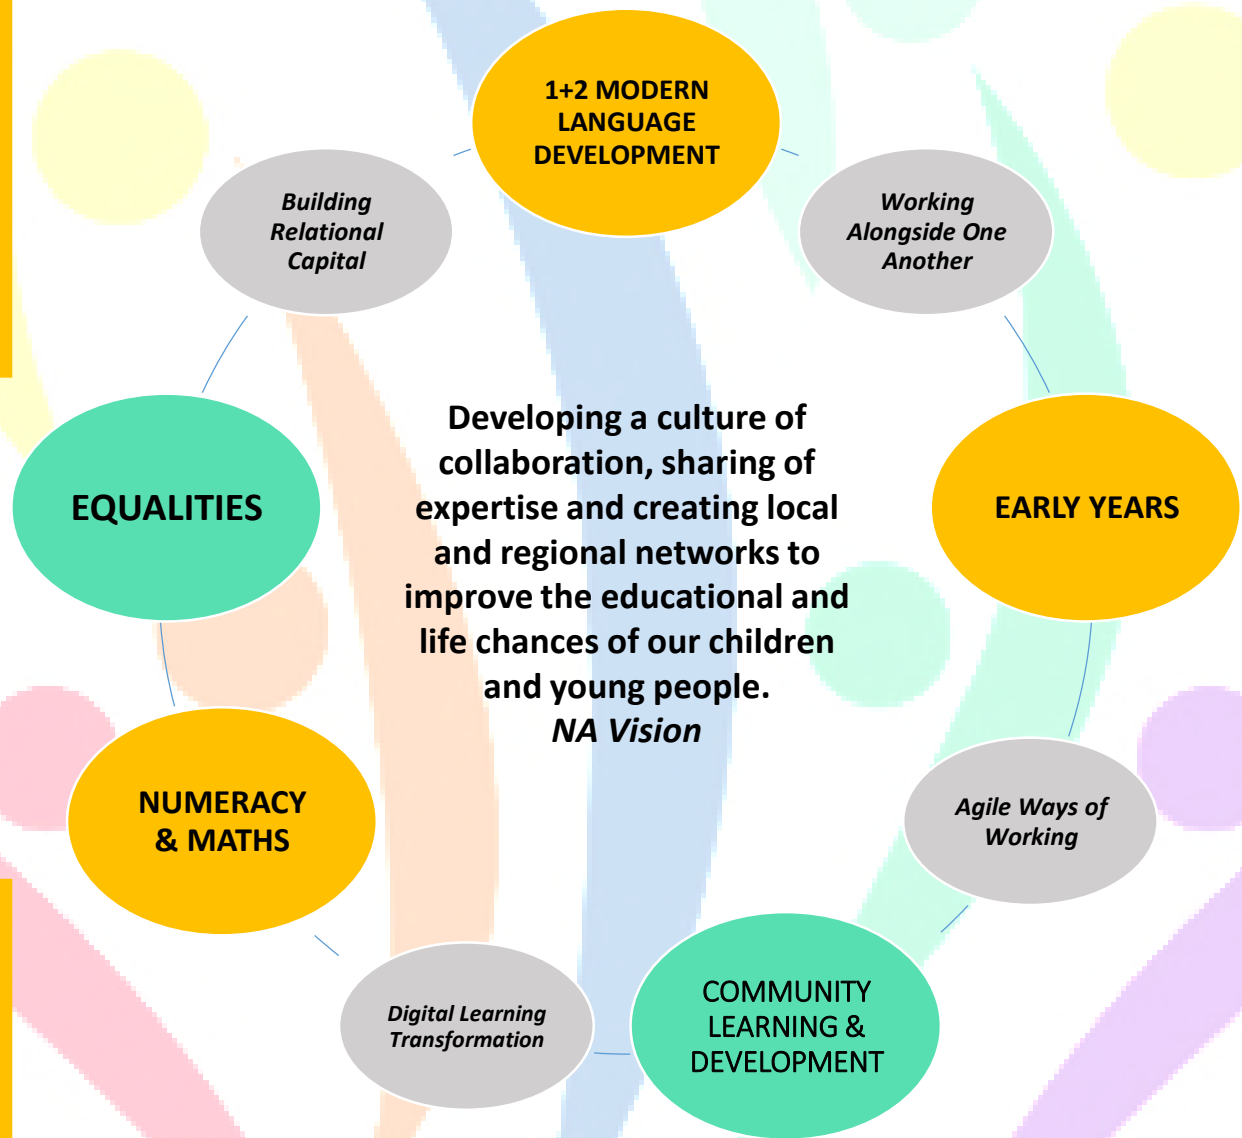 1+2 MODERN
LANGUAGE
DEVELOPMENT
Building
Relational
Capital
Working
Alongside One
Another
EQUALITIES
Developing a culture of
collaboration, sharing of
expertise and creating local
and regional networks to
improve the educational and
life chances of our children
and young people.
NA Vision
EARLY YEARS
NUMERACY
& MATHS
Agile Ways of
Working
Digital Learning
Transformation
COMMUNITY
LEARNING &
DEVELOPMENT